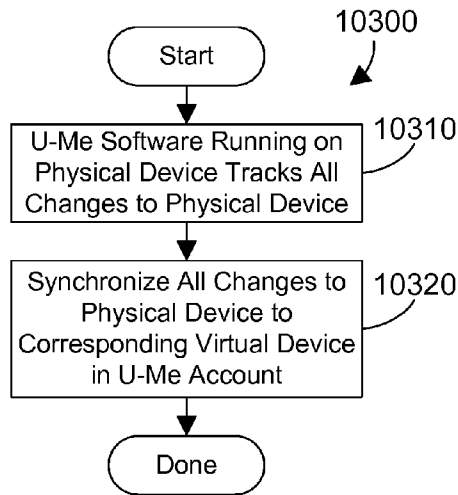 10300
Start
10310
U-Me Software Running on
Physical Device Tracks All
Changes to Physical Device
10320
Synchronize All Changes to
Physical Device to
Corresponding Virtual Device
in U-Me Account
Done